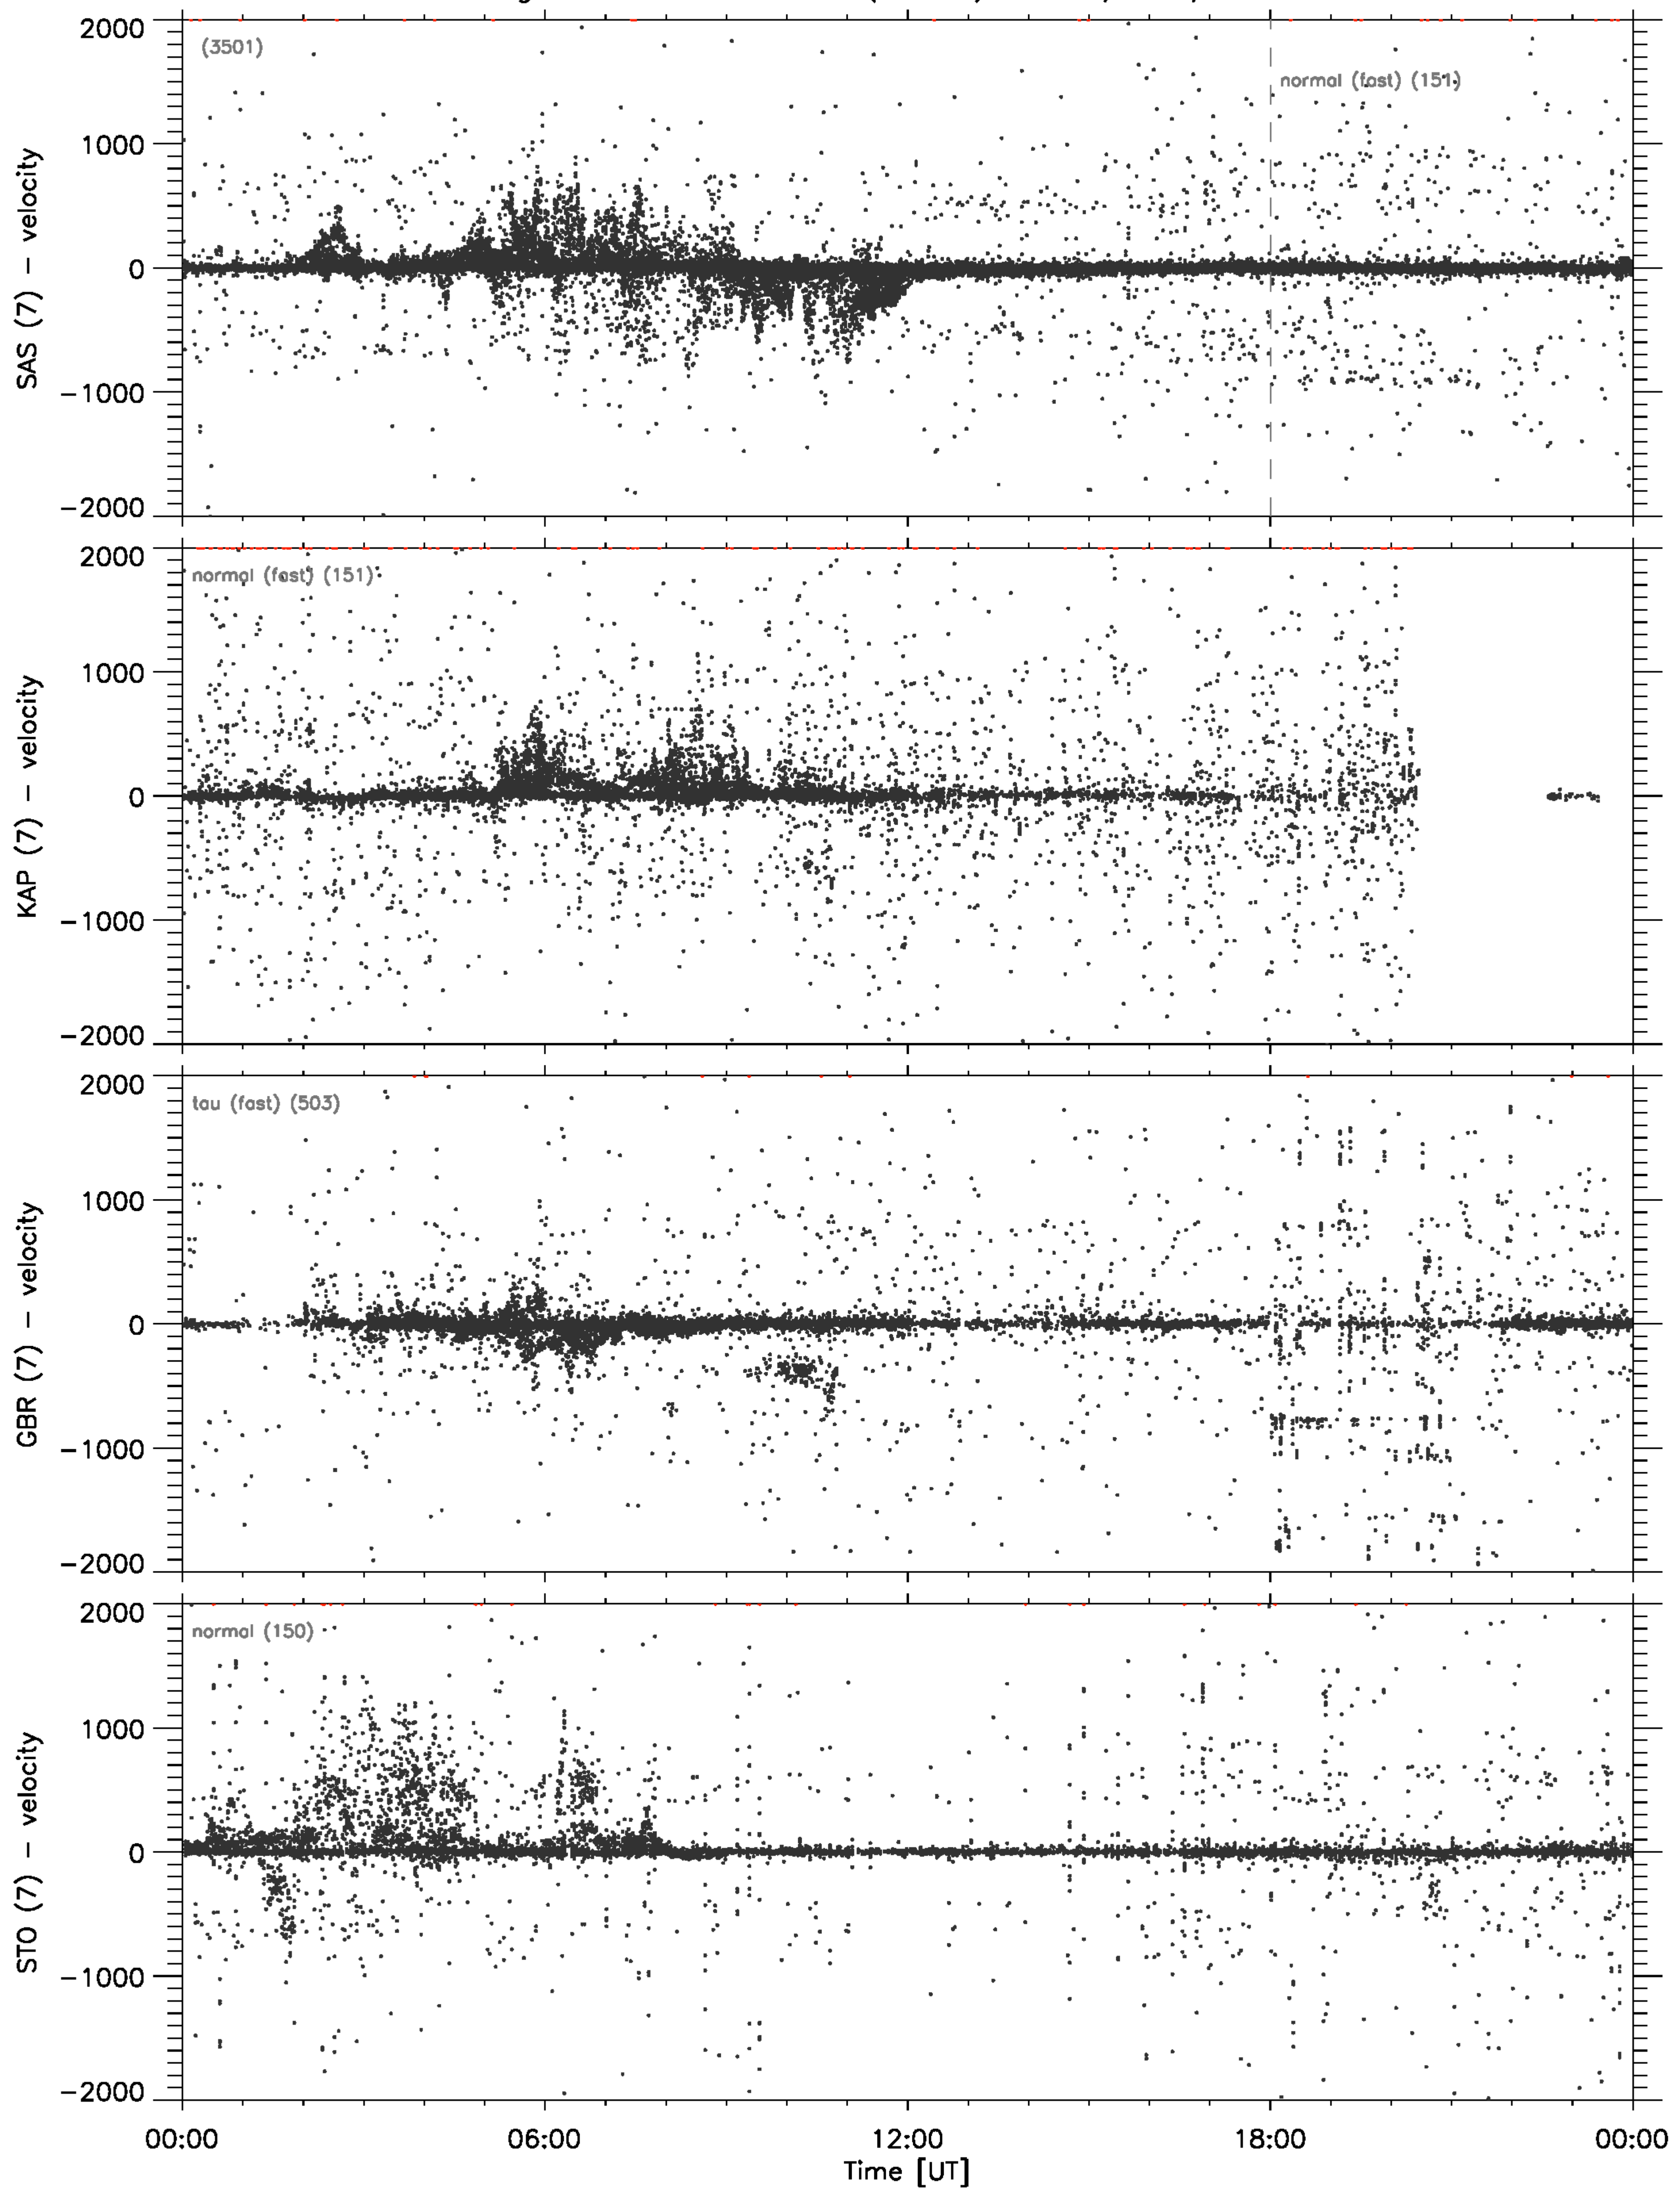 2000
(3501)
normal (fast) (151)
1000
0
−1000
−2000
SAS (7) − velocity
2000
normal (fast) (151)
1000
0
−1000
−2000
KAP (7) − velocity
2000
tau (fast) (503)
1000
0
−1000
−2000
GBR (7) − velocity
2000
normal (150)
1000
0
−1000
−2000
STO (7) − velocity
00:00 06:00 12:00 18:00 00:00
Time [UT]